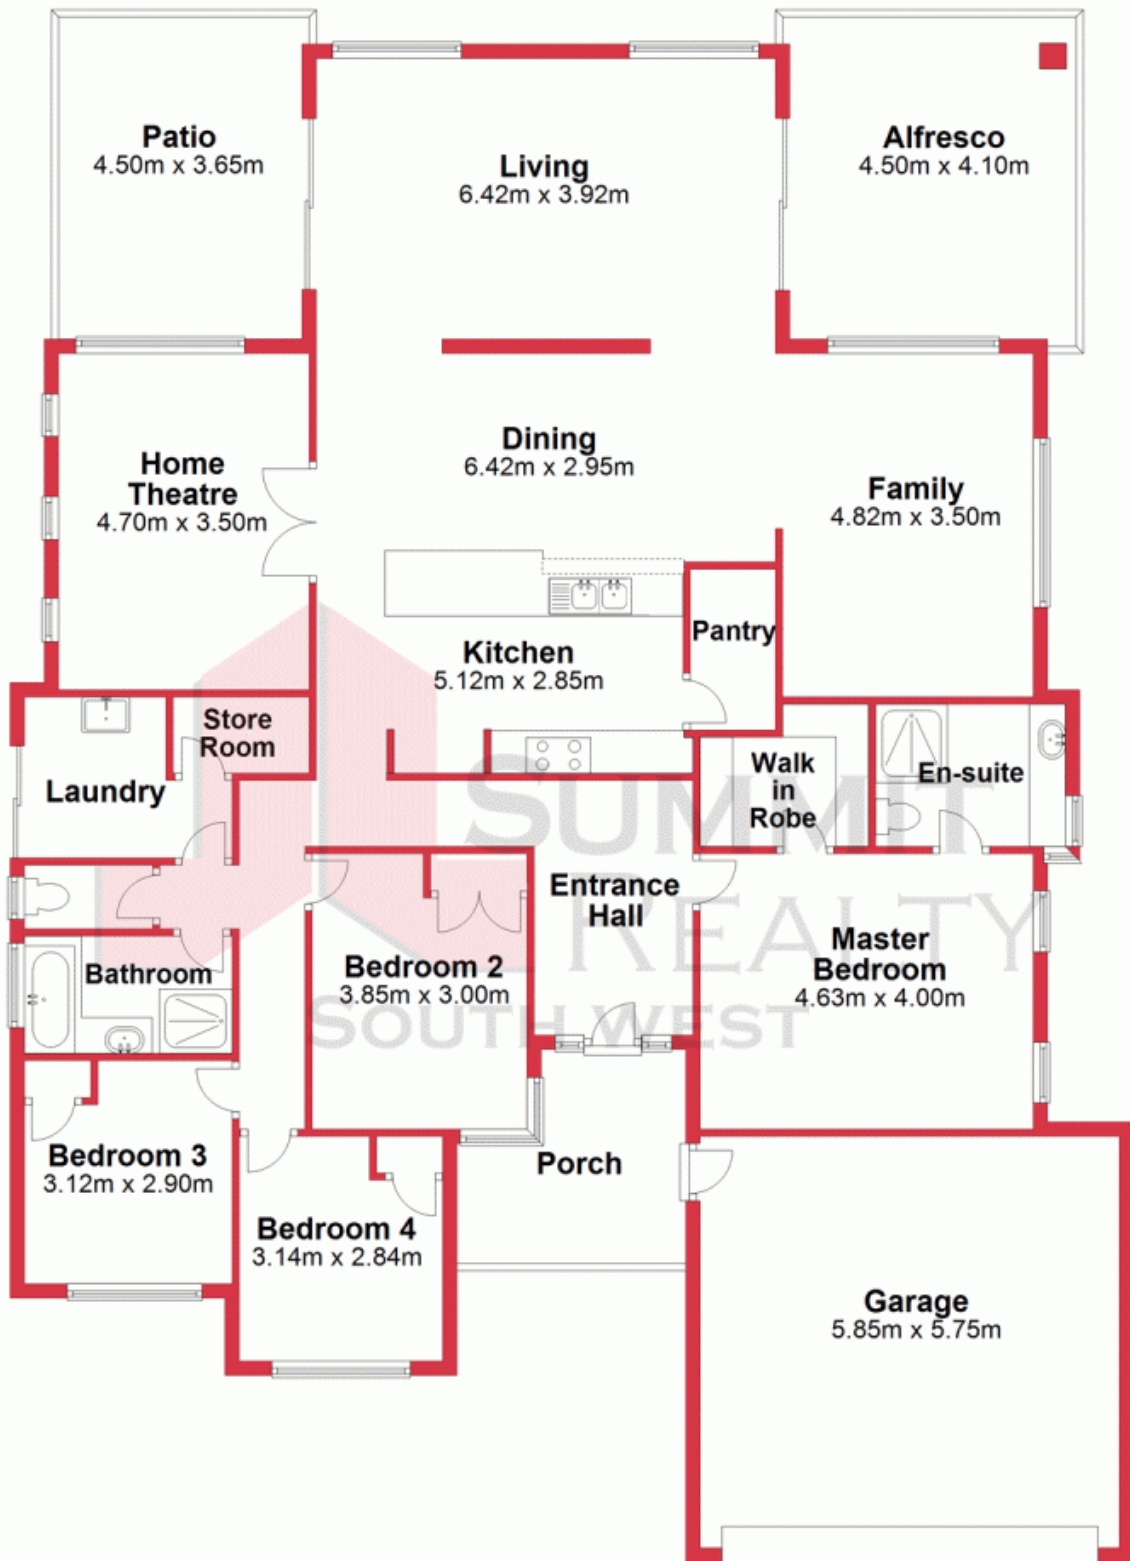 Patio
4.50m x 3.65m
Living
6.42m x 3.92m
Alfresco
4.50m x 4.10m
Home
Theatre
4.70m x 3.50m
Dining
6.42m x 2.95m
Family
4.82m x 3.50m
Kitchen
5.12m x 2.85m
Pantry
Store
Room
Laundry
Walk
in
Robe
En-suite
SUMMIT
REALTY
SOUTH WEST
Entrance
Hall
Bedroom 2
3.85m x 3.00m
Master
Bedroom
4.63m x 4.00m
Bathroom
Bedroom 3
3.12m x 2.90m
Bedroom 4
3.14m x 2.84m
Porch
Garage
5.85m x 5.75m